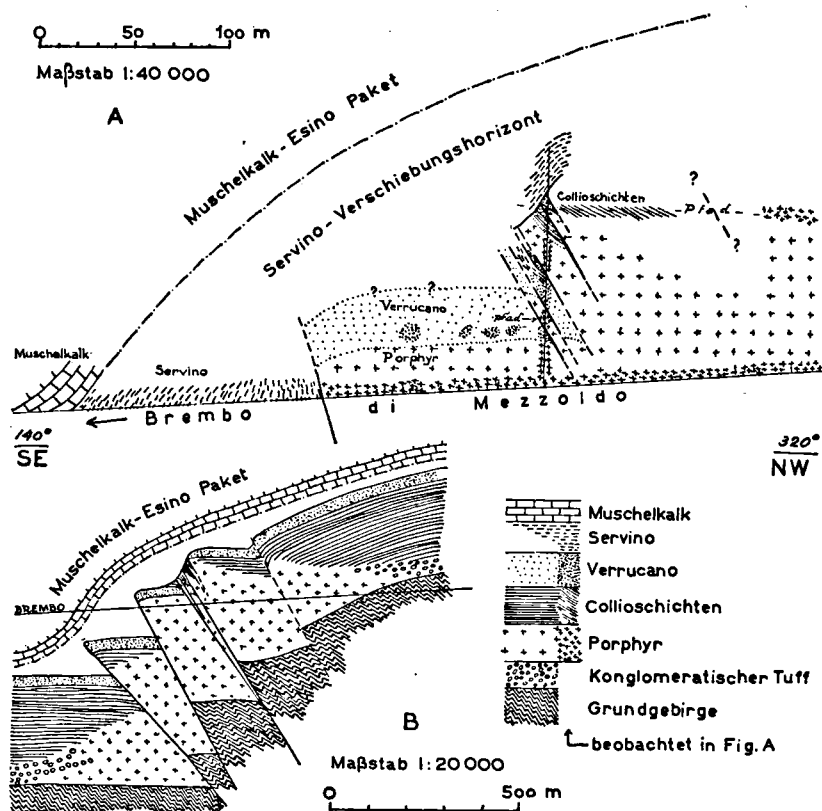 0 50 100 m
Maßstab 1:40 000
A
Muschelkalk-Esino Paket
Servino-Verschiebungshorizont
Collioschichten
?
Pfad
?
? ?
Verrucano
Pfad
Porphyr
Muschelkalk
Servino
Brembo di Mezzoldo
140°
SE
320°
NW
Muschelkalk-Esino Paket
BREMBO
B
Maßstab 1:20 000
0 500 m
Muschelkalk
Servino
Verrucano
Collioschichten
Porphyr
Konglomeratischer Tuff
Grundgebirge
beobachtet in Fig. A